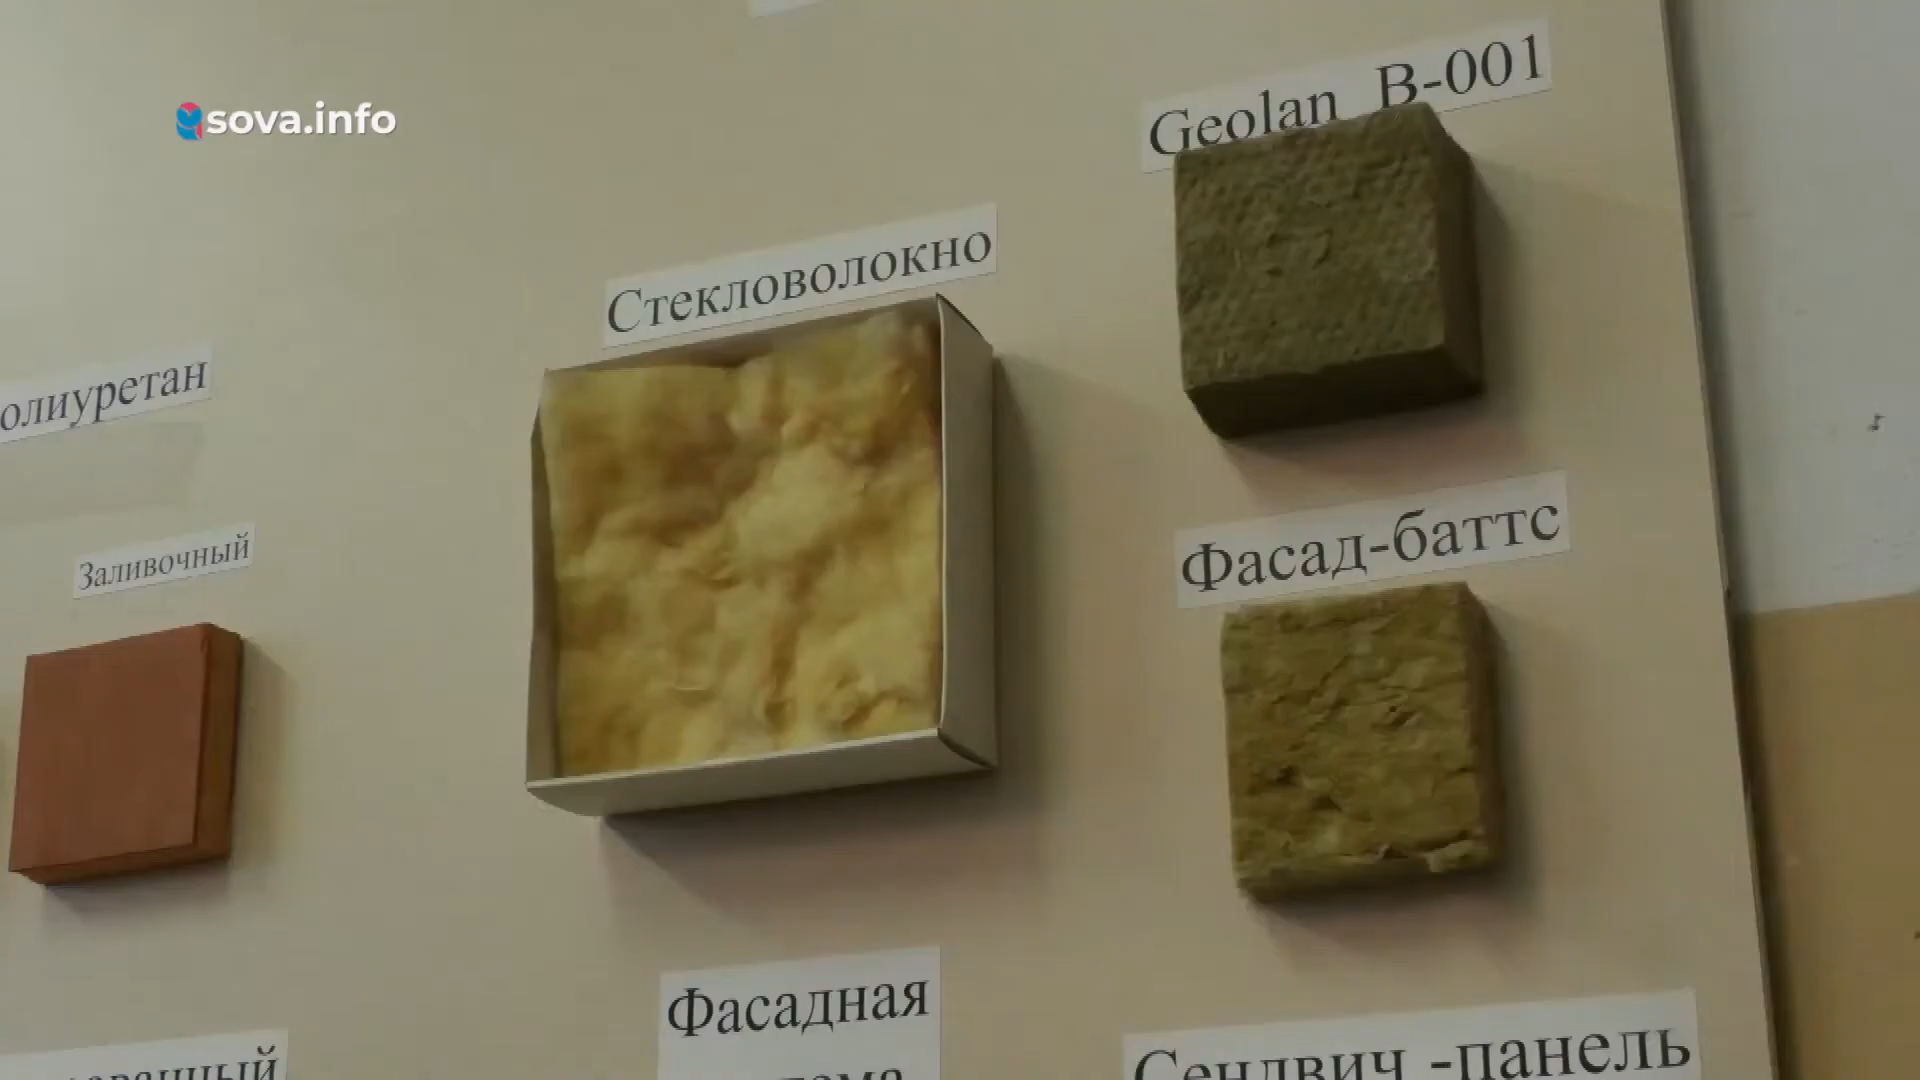 sova.info
Geolan B-001
Стекловолокно
олиуретан
Фасад-баттс
Заливочный
Фасадная
Сендвич -панель